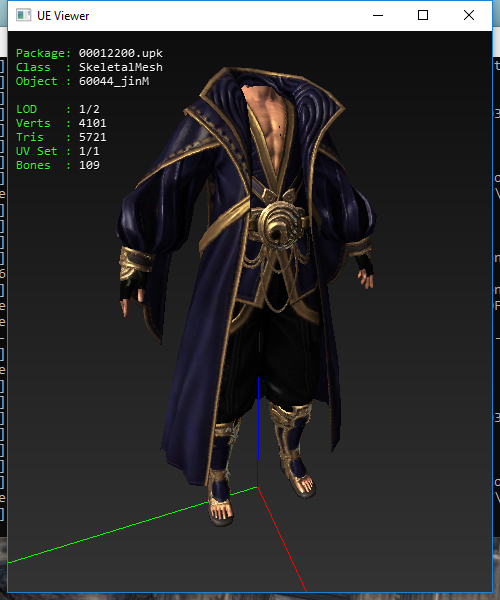 UE Viewer
Package: 00012200.upk
Class : SkeletalMesh
Object : 60044_jinM
LOD : 1/2
Verts : 4101
Tris : 5721
UV Set : 1/1
Bones : 109